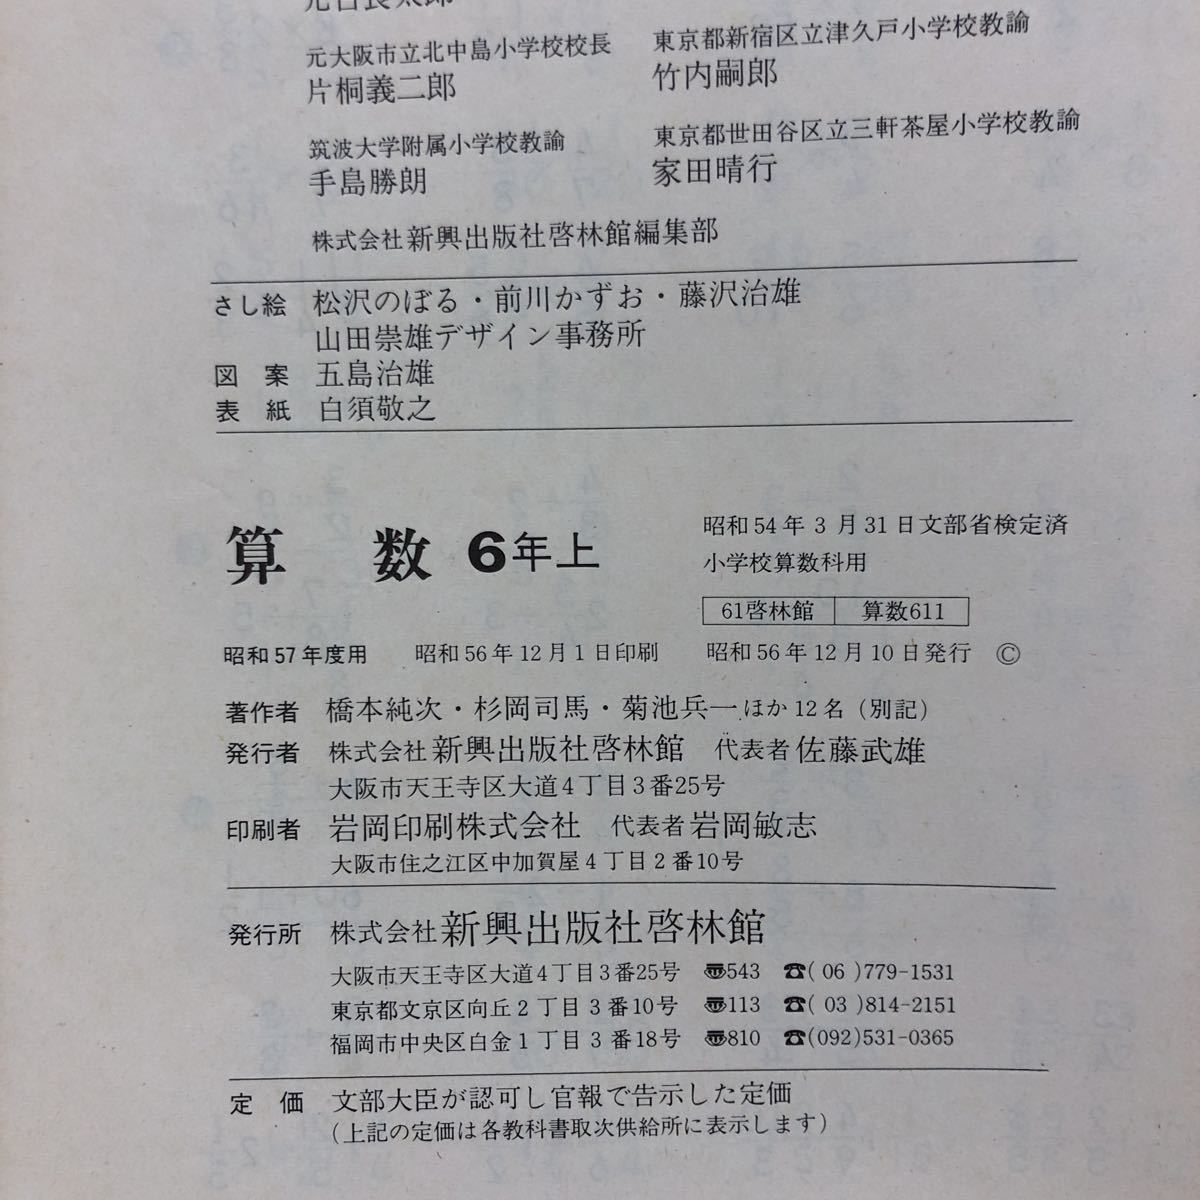 元大阪市立北中島小学校校長
片桐義二郎
東京都新宿区立津久戸小学校教諭
竹内嗣郎
筑波大学附属小学校教諭
手島勝朗
東京都世田谷区立三軒茶屋小学校教諭
家田晴行
株式会社新興出版社啓林館編集部
さし絵 松沢のぼる・前川かずお・藤沢治雄
山田崇雄デザイン事務所
図案 五島治雄
表紙 白須敬之
算数 6年上
昭和54年3月31日文部省検定済
小学校算数科用
61啓林館 算数611
昭和57年度用 昭和56年12月1日印刷 昭和56年12月10日発行 ©
著作者 橋本純次・杉岡司馬・菊池兵一ほか12名(別記)
発行者 株式会社新興出版社啓林館 代表者佐藤武雄
大阪市天王寺区大道4丁目3番25号
印刷者 岩岡印刷株式会社 代表者岩岡敏志
大阪市住之江区中加賀屋4丁目2番10号
発行所 株式会社新興出版社啓林館
大阪市天王寺区大道4丁目3番25号 〠543 ☎(06)779-1531
東京都文京区向丘2丁目3番10号 〠113 ☎(03)814-2151
福岡市中央区白金1丁目3番18号 〠810 ☎(092)531-0365
定価 文部大臣が認可し官報で告示した定価
(上記の定価は各教科書取次供給所に表示します)